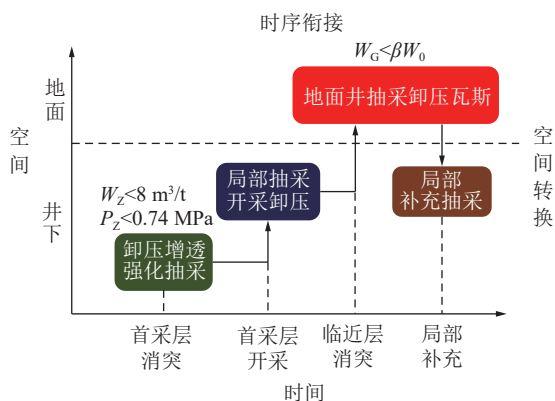 时序衔接
W_G<βW_0
地面
地面井抽采卸压瓦斯
空间
空间转换
井下
局部抽采
开采卸压
局部
补充抽采
W_Z<8 m³/t
P_Z<0.74 MPa
卸压增透
强化抽采
首采层
消突
首采层
开采
临近层
消突
局部
补充
时间